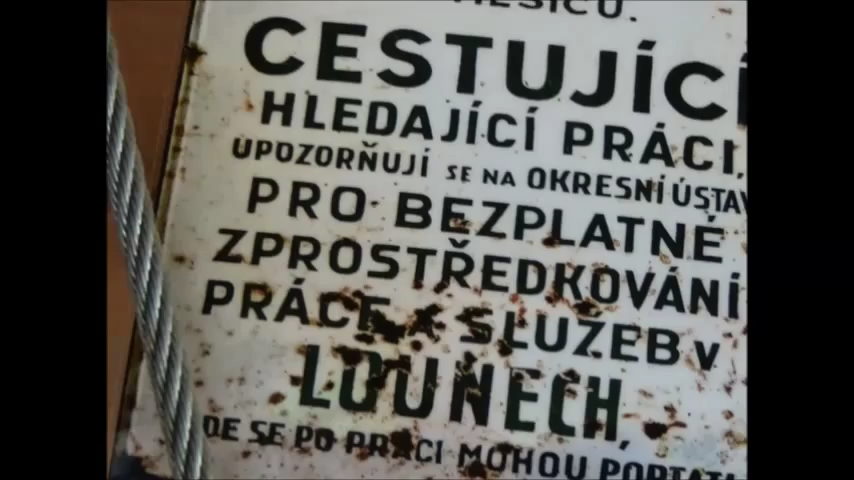 MĚSÍCŮ.
CESTUJÍCÍ
HLEDAJÍCÍ PRÁCI,
UPOZORŇUJÍ SE NA OKRESNÍ ÚSTAV
PRO BEZPLATNÉ
ZPROSTŘEDKOVÁNÍ
PRÁCE A SLUŽEB V
LOUNECH,
DE SE PO PRÁCI MOHOU POPTATI